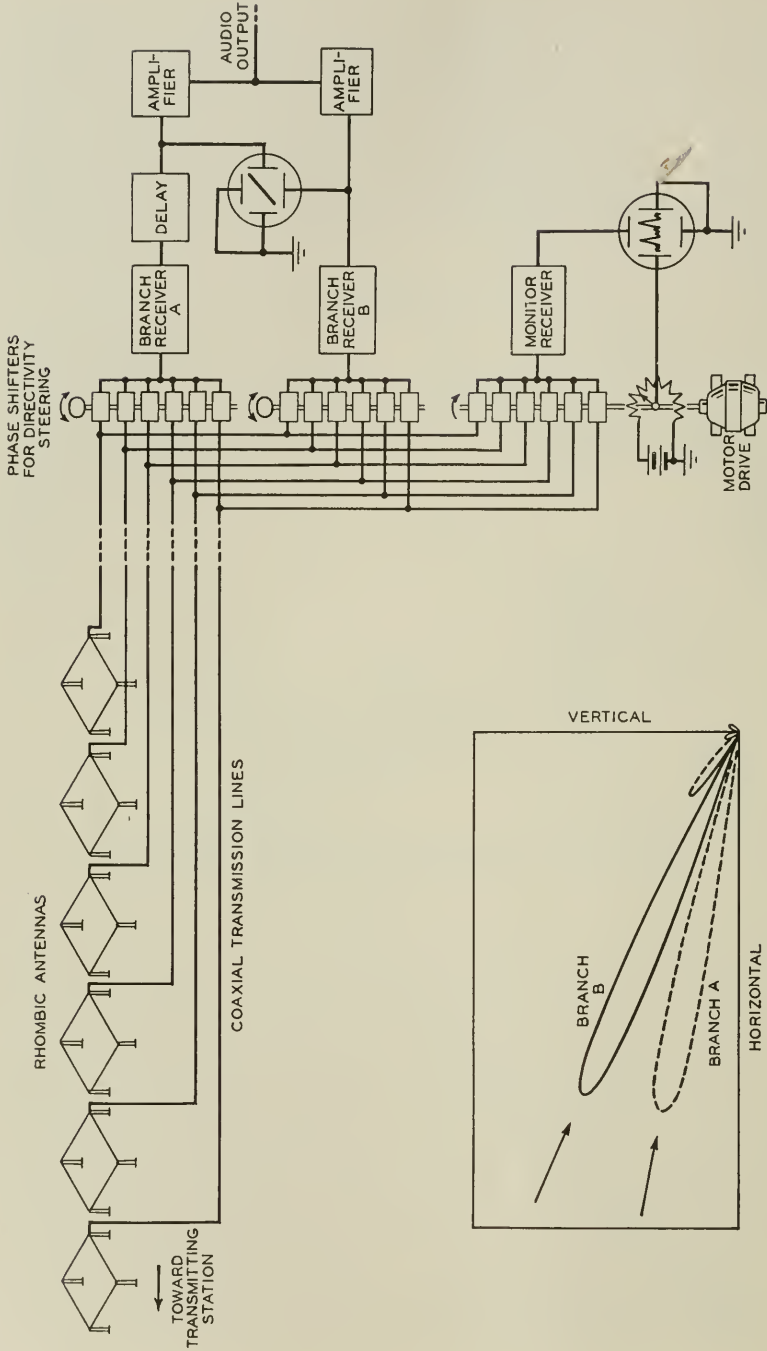 RHOMBIC ANTENNAS
TOWARD
TRANSMITTING
STATION
COAXIAL TRANSMISSION LINES
PHASE SHIFTERS
FOR DIRECTIVITY
STEERING
BRANCH
RECEIVER
A
DELAY
AMPLI-
FIER
AUDIO
OUTPUT
BRANCH
RECEIVER
B
AMPLI-
FIER
MONITOR
RECEIVER
MOTOR
DRIVE
VERTICAL
BRANCH
B
BRANCH A
HORIZONTAL